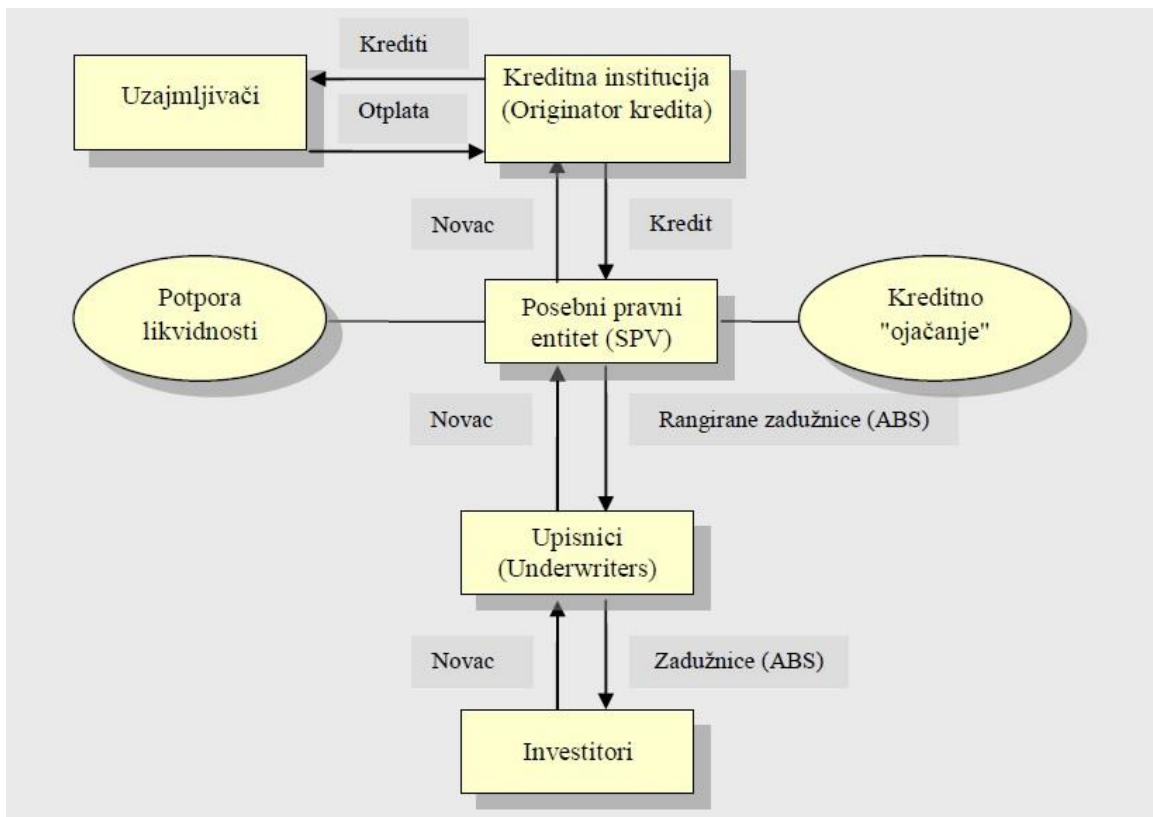 Krediti
Uzajmljivači
Kreditna institucija
(Originator kredita)
Otplata
Novac
Kredit
Potpora
likvidnosti
Posebni pravni
entitet (SPV)
Kreditno
"ojačanje"
Novac
Rangirane zadužnice (ABS)
Upisnici
(Underwriters)
Novac
Zadužnice (ABS)
Investitori